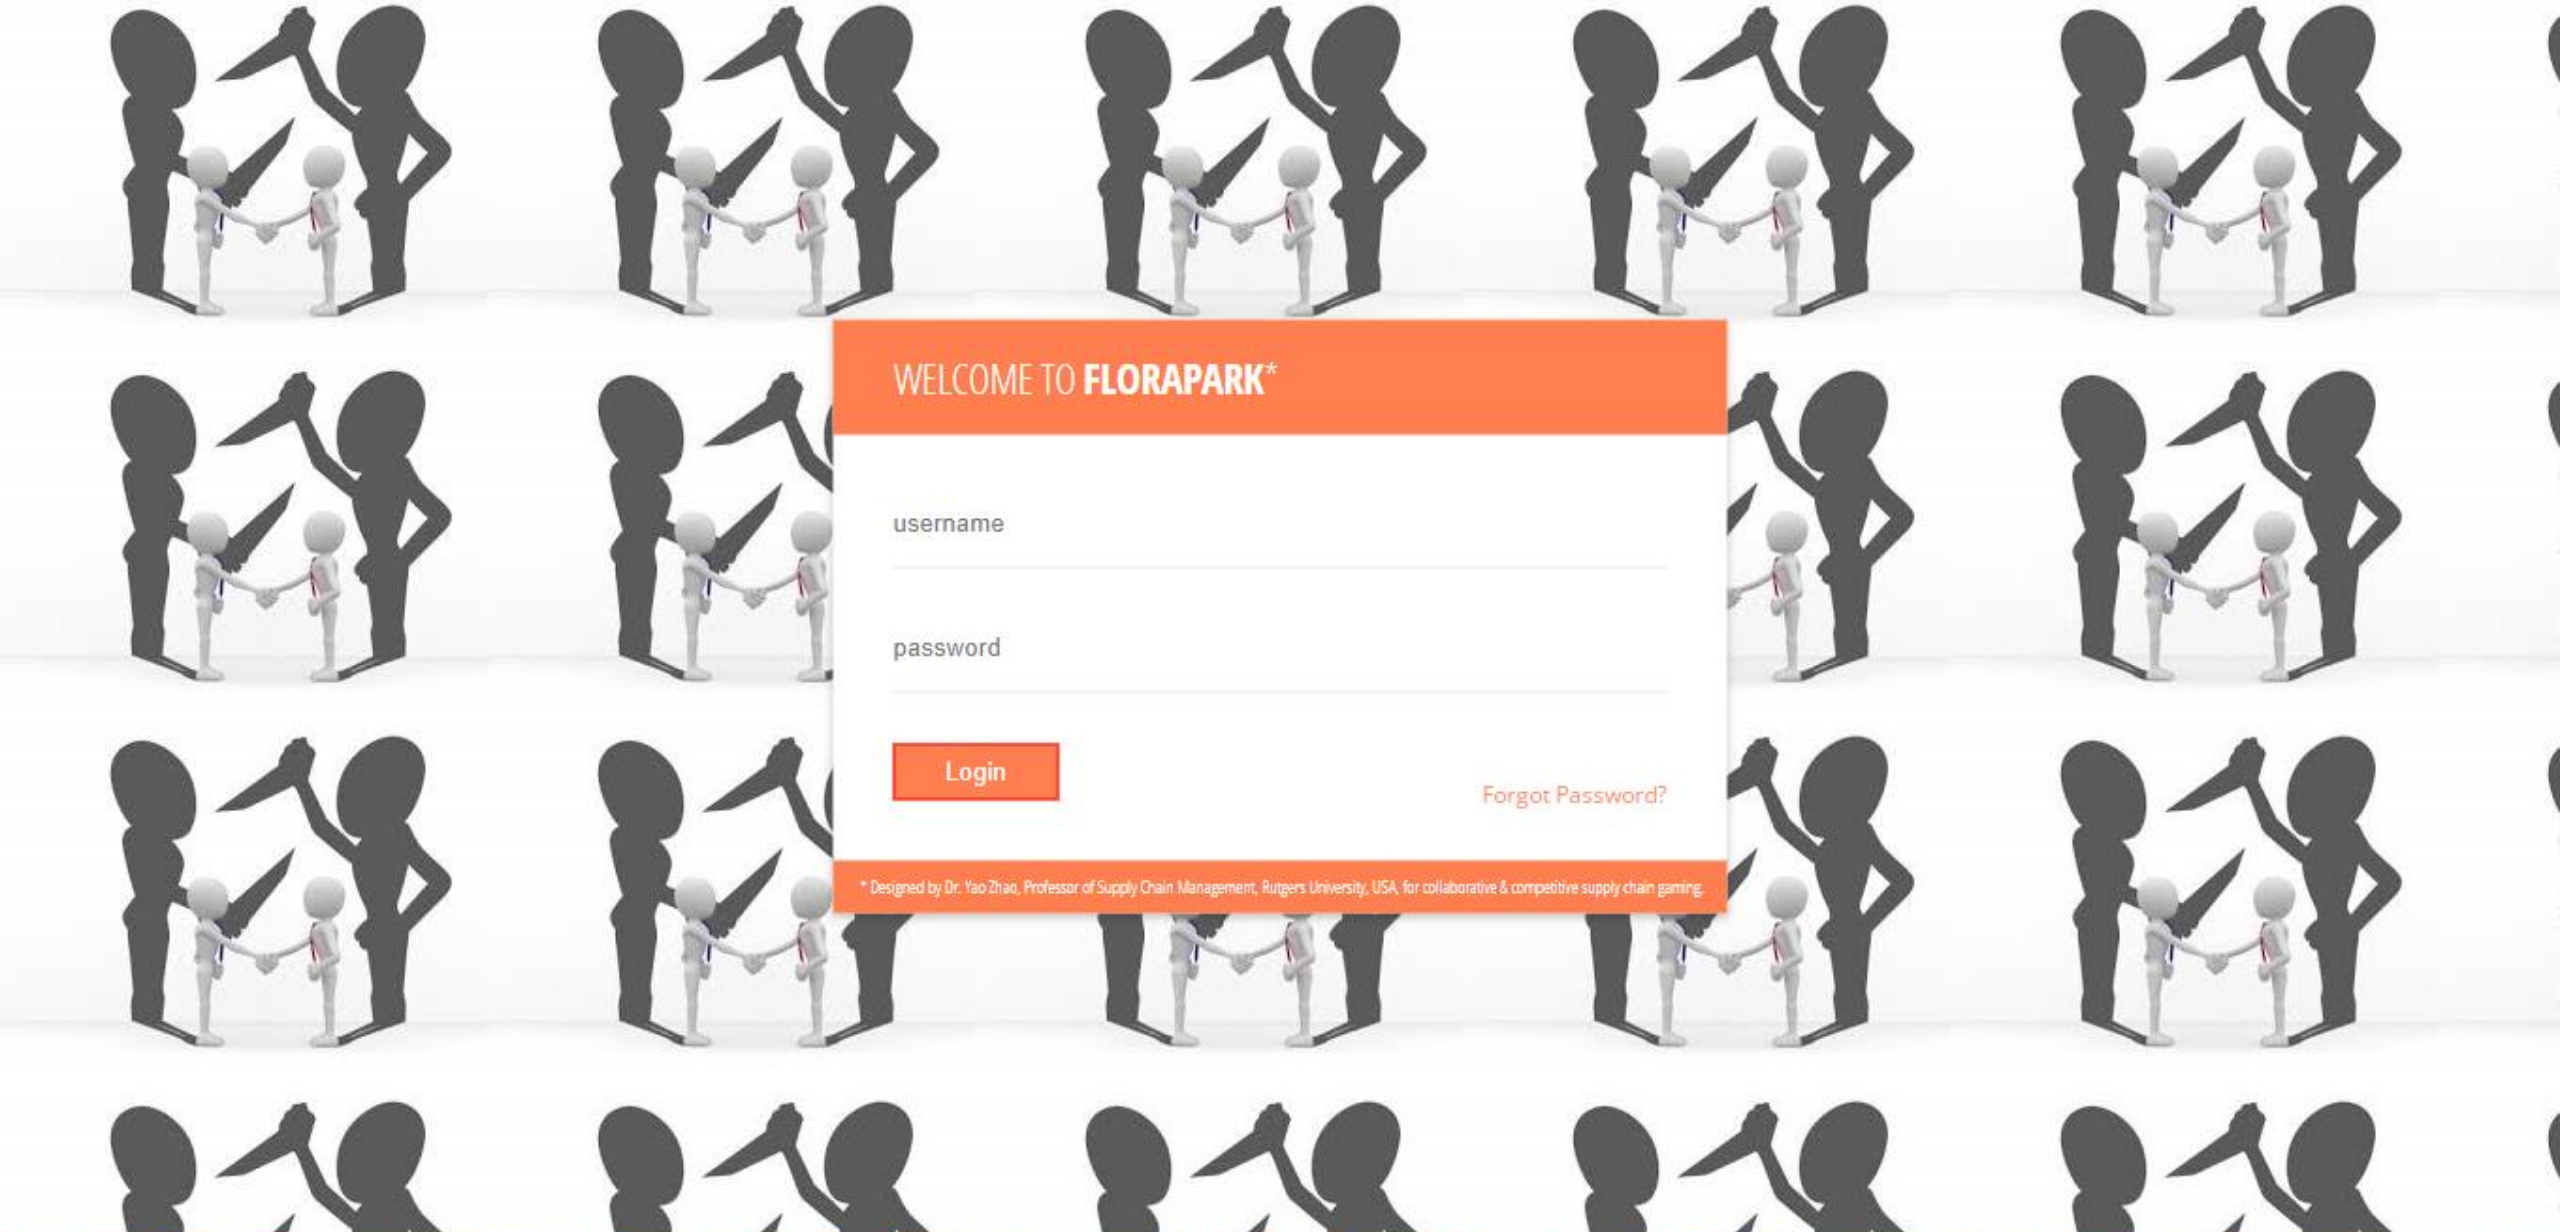 WELCOME TO FLORAPARK*
username
password
Login
Forgot Password?
* Designed by Dr. Yao Zhao, Professor of Supply Chain Management, Rutgers University, USA, for collaborative & competitive supply chain gaming.